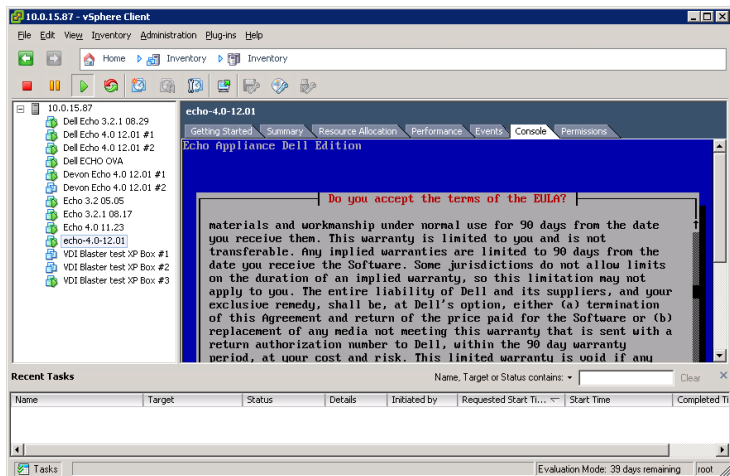 10.0.15.87 - vSphere Client
File Edit View Inventory Administration Plug-ins Help
Home Inventory Inventory
10.0.15.87
Dell Echo 3.2.1 08.29
Dell Echo 4.0 12.01 #1
Dell Echo 4.0 12.01 #2
Dell ECHO OVA
Devon Echo 4.0 12.01 #1
Devon Echo 4.0 12.01 #2
Echo 3.2 05.05
Echo 3.2.1 08.17
Echo 4.0 11.23
echo-4.0-12.01
VDI Blaster test XP Box #1
VDI Blaster test XP Box #2
VDI Blaster test XP Box #3
echo-4.0-12.01
Getting Started Summary Resource Allocation Performance Events Console Permissions
Echo Appliance Dell Edition
Do you accept the terms of the EULA?
materials and workmanship under normal use for 90 days from the date
you receive them. This warranty is limited to you and is not
transferable. Any implied warranties are limited to 90 days from the
date you receive the Software. Some jurisdictions do not allow limits
on the duration of an implied warranty, so this limitation may not
apply to you. The entire liability of Dell and its suppliers, and your
exclusive remedy, shall be, at Dell's option, either (a) termination
of this Agreement and return of the price paid for the Software or (b)
replacement of any media not meeting this warranty that is sent with a
return authorization number to Dell, within the 90 day warranty
period, at your cost and risk. This limited warranty is void if any
Recent Tasks
Name, Target or Status contains: Clear
Name Target Status Details Initiated by Requested Start Ti... Start Time Completed Ti
Tasks
Evaluation Mode: 39 days remaining root